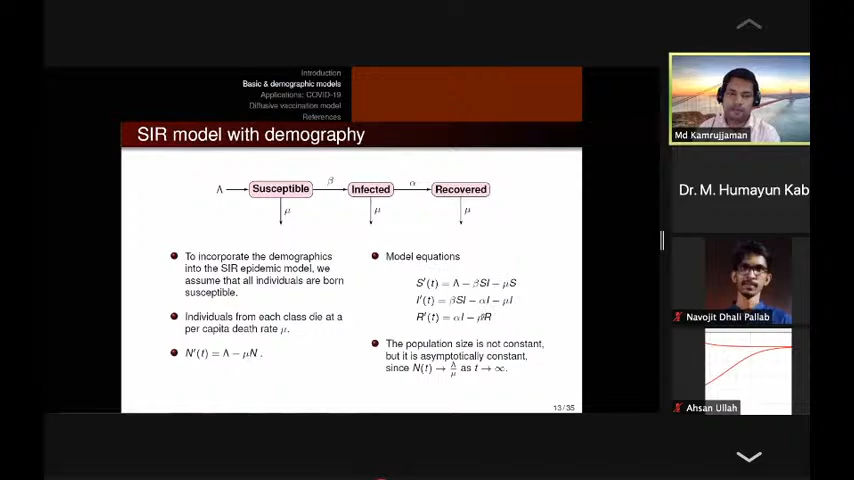 Introduction
Basic & demographic models
Applications: COVID-19
Diffusive vaccination model
References
SIR model with demography
Λ
Susceptible
β
Infected
α
Recovered
μ
μ
μ
To incorporate the demographics
into the SIR epidemic model, we
assume that all individuals are born
susceptible.
Individuals from each class die at a
per capita death rate μ.
N′(t) = Λ − μN .
Model equations
S′(t) = Λ − βSI − μS
I′(t) = βSI − αI − μI
R′(t) = αI − μR
The population size is not constant,
but it is asymptotically constant.
since N(t) → Λ/μ as t → ∞.
13/35
Md Kamrujjaman
Dr. M. Humayun Kab
Navojit Dhali Pallab
Ahsan Ullah